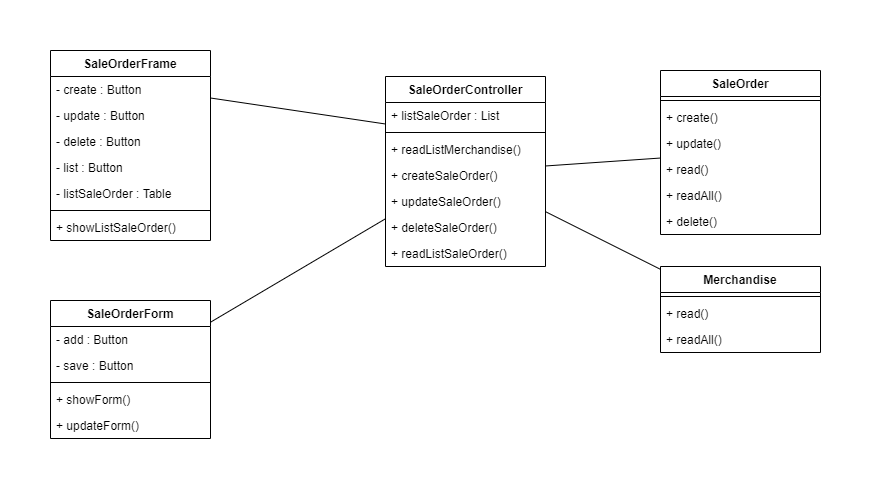 SaleOrderFrame
- create : Button
- update : Button
- delete : Button
- list : Button
- listSaleOrder : Table
+ showListSaleOrder()
SaleOrderForm
- add : Button
- save : Button
+ showForm()
+ updateForm()
SaleOrderController
+ listSaleOrder : List
+ readListMerchandise()
+ createSaleOrder()
+ updateSaleOrder()
+ deleteSaleOrder()
+ readListSaleOrder()
SaleOrder
+ create()
+ update()
+ read()
+ readAll()
+ delete()
Merchandise
+ read()
+ readAll()